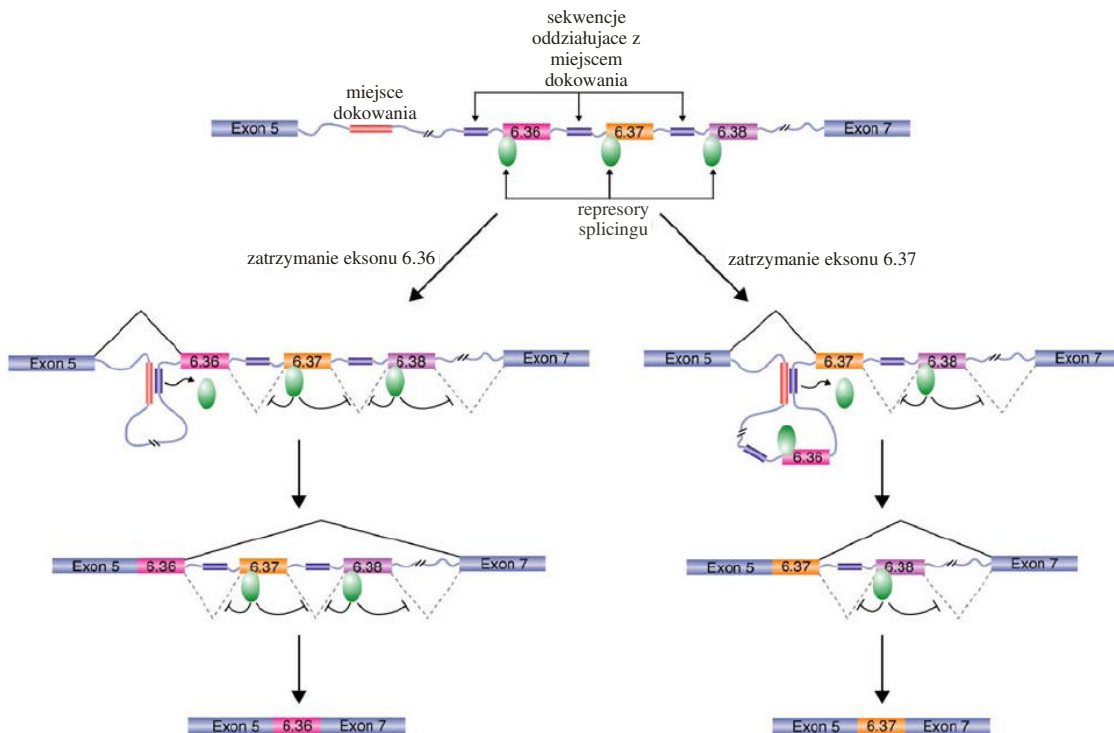 sekwencje
oddziałujace z
miejscem
dokowania
miejsce
dokowania
Exon 5
6.36
6.37
6.38
Exon 7
represory
splicingu
zatrzymanie eksonu 6.36
zatrzymanie eksonu 6.37
Exon 5
6.36
6.37
6.38
Exon 7
Exon 5
6.37
6.38
Exon 7
6.36
Exon 5
6.36
6.37
6.38
Exon 7
Exon 5
6.37
6.38
Exon 7
Exon 5
6.36
Exon 7
Exon 5
6.37
Exon 7